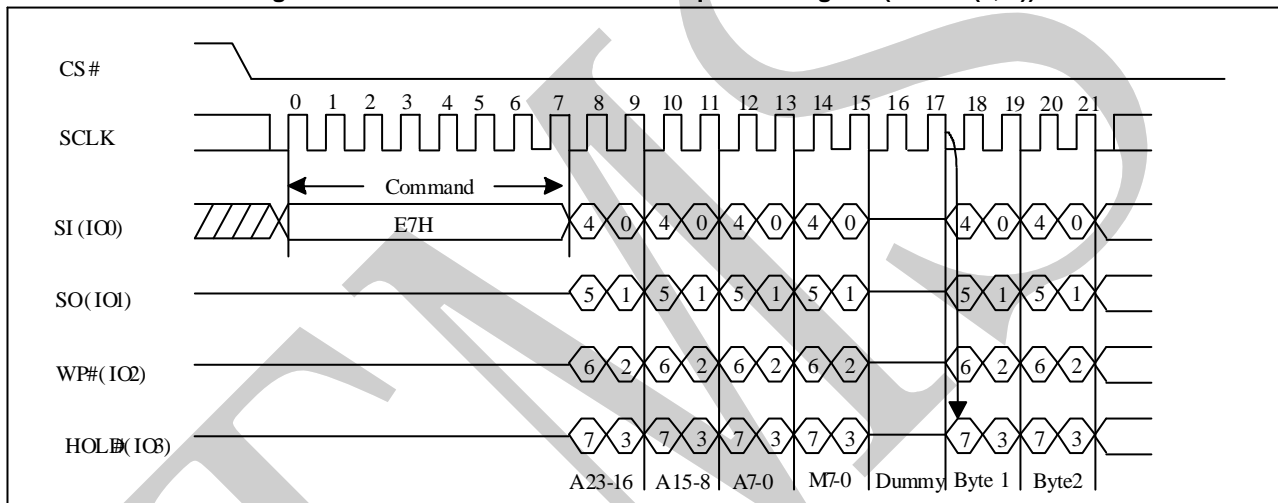 CS#
0 1 2 3 4 5 6 7 8 9 10 11 12 13 14 15 16 17 18 19 20 21
SCLK
Command
SI(IO0) E7H 4 0 4 0 4 0 4 0 4 0 4 0
SO(IO1) 5 1 5 1 5 1 5 1 5 1 5 1
WP#(IO2) 6 2 6 2 6 2 6 2 6 2 6 2
HOLD#(IO3) 7 3 7 3 7 3 7 3 7 3 7 3
A23-16 A15-8 A7-0 M7-0 Dummy Byte 1 Byte2